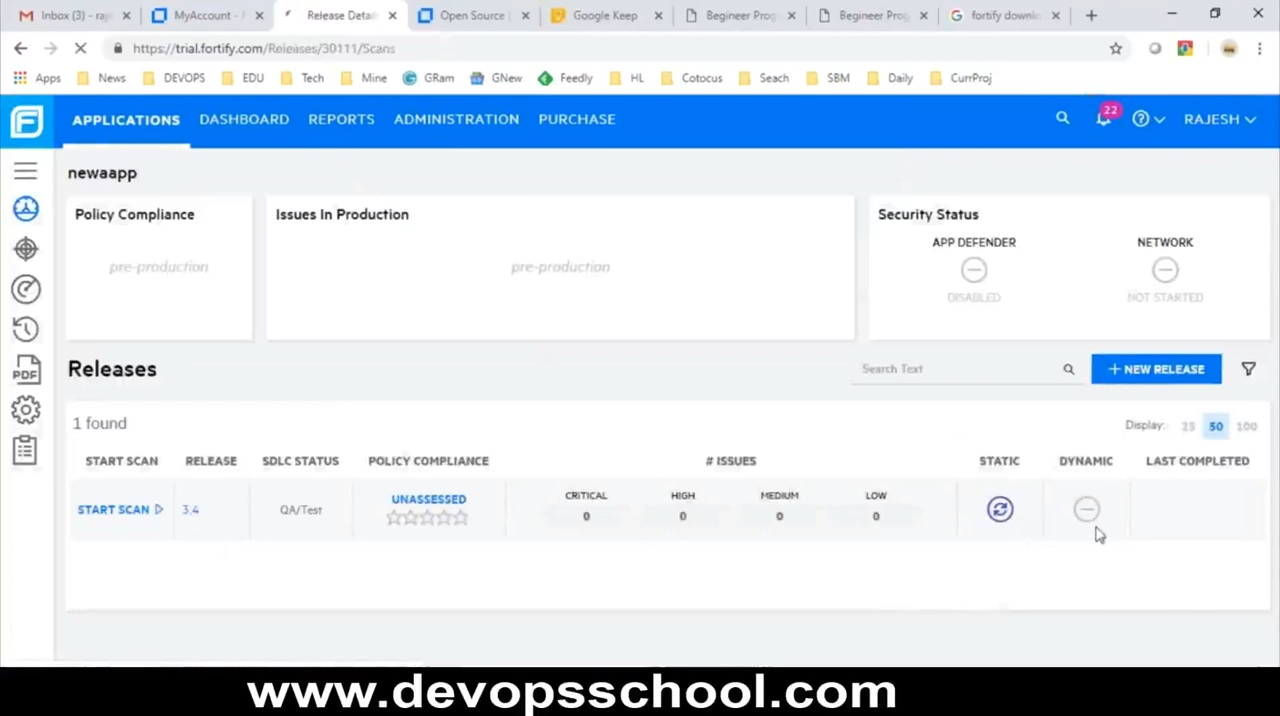 Inbox (3) - raj
MyAccount - F
Release Deta
Open Source
Google Keep
Begineer Prog
Begineer Prog
fortify downl
https://trial.fortify.com/Releases/30111/Scans
Apps News DEVOPS EDU Tech Mine GRam GNew Feedly HL Cotocus Seach SBM Daily CurrProj
F APPLICATIONS DASHBOARD REPORTS ADMINISTRATION PURCHASE 22 RAJESH
newaapp
Policy Compliance
pre-production
Issues In Production
pre-production
Security Status
APP DEFENDER NETWORK
DISABLED NOT STARTED
PDF
Releases Search Text + NEW RELEASE
1 found Display: 25 50 100
START SCAN RELEASE SDLC STATUS POLICY COMPLIANCE # ISSUES STATIC DYNAMIC LAST COMPLETED
START SCAN 3.4 QA/Test UNASSESSED
CRITICAL HIGH MEDIUM LOW
0 0 0 0
www.devopsschool.com